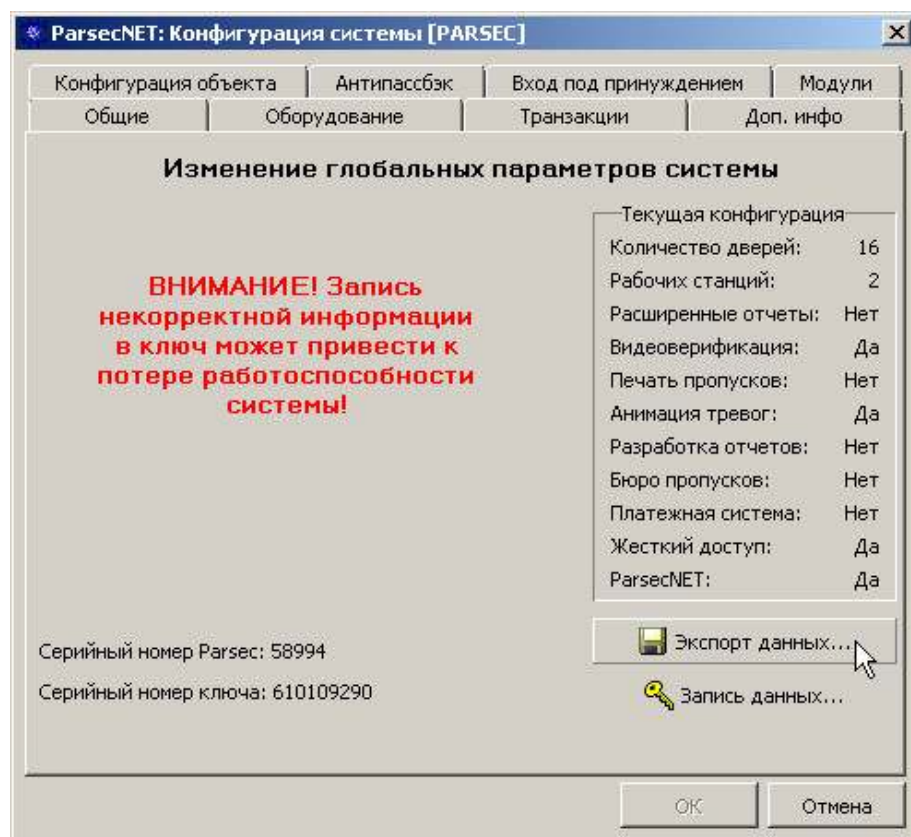 ParsecNET: Конфигурация системы [PARSEC]
Конфигурация объекта Антипассбэк Вход под принуждением Модули
Общие Оборудование Транзакции Доп. инфо
Изменение глобальных параметров системы
ВНИМАНИЕ! Запись
некорректной информации
в ключ может привести к
потере работоспособности
системы!
Текущая конфигурация
Количество дверей: 16
Рабочих станций: 2
Расширенные отчеты: Нет
Видеоверификация: Да
Печать пропусков: Нет
Анимация тревог: Да
Разработка отчетов: Нет
Бюро пропусков: Нет
Платежная система: Нет
Жесткий доступ: Да
ParsecNET: Да
Серийный номер Parsec: 58994
Серийный номер ключа: 610109290
Экспорт данных...
Запись данных...
ОК Отмена